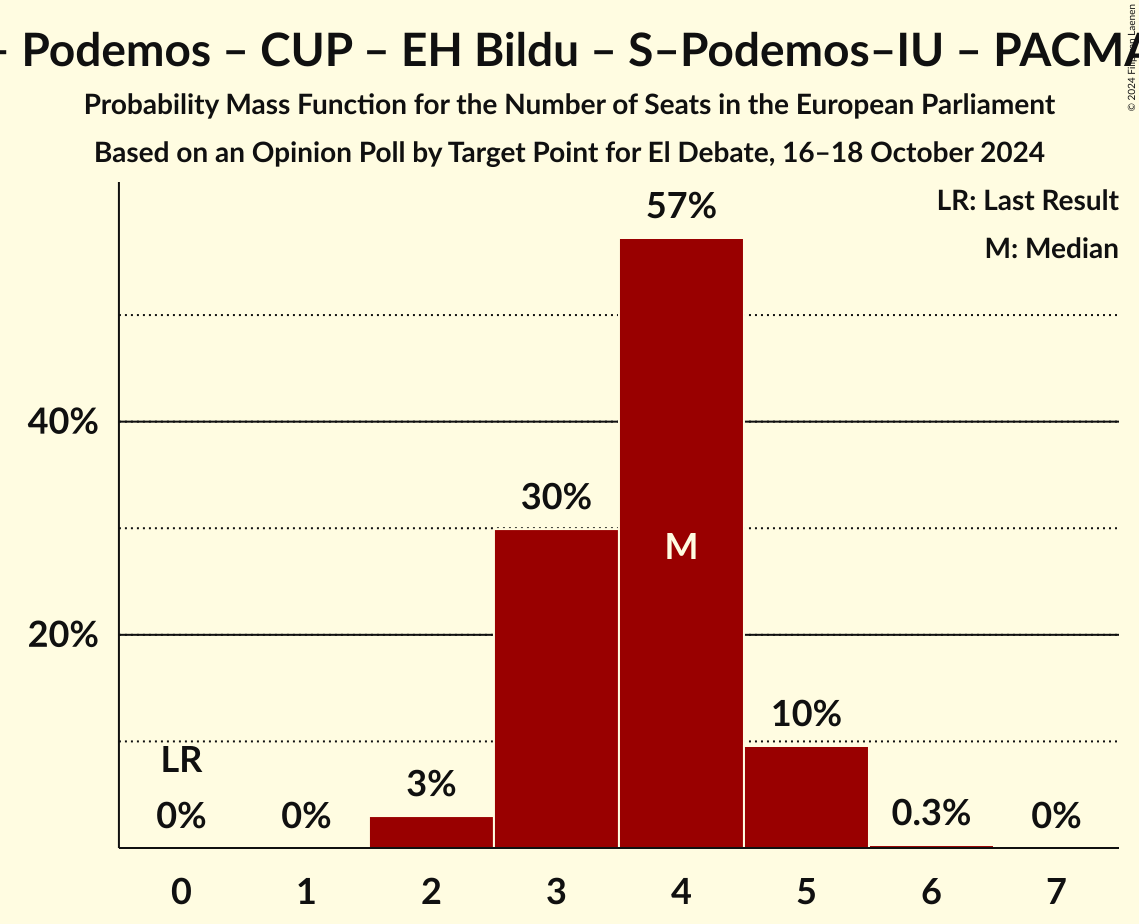 – Podemos – CUP – EH Bildu – S–Podemos–IU – PACMA
Probability Mass Function for the Number of Seats in the European Parliament
Based on an Opinion Poll by Target Point for El Debate, 16–18 October 2024
© 2024 Filip van Laenen
LR: Last Result
M: Median
57%
40%
30%
M
20%
10%
LR
3%
0% 0% 0.3% 0%
0 1 2 3 4 5 6 7